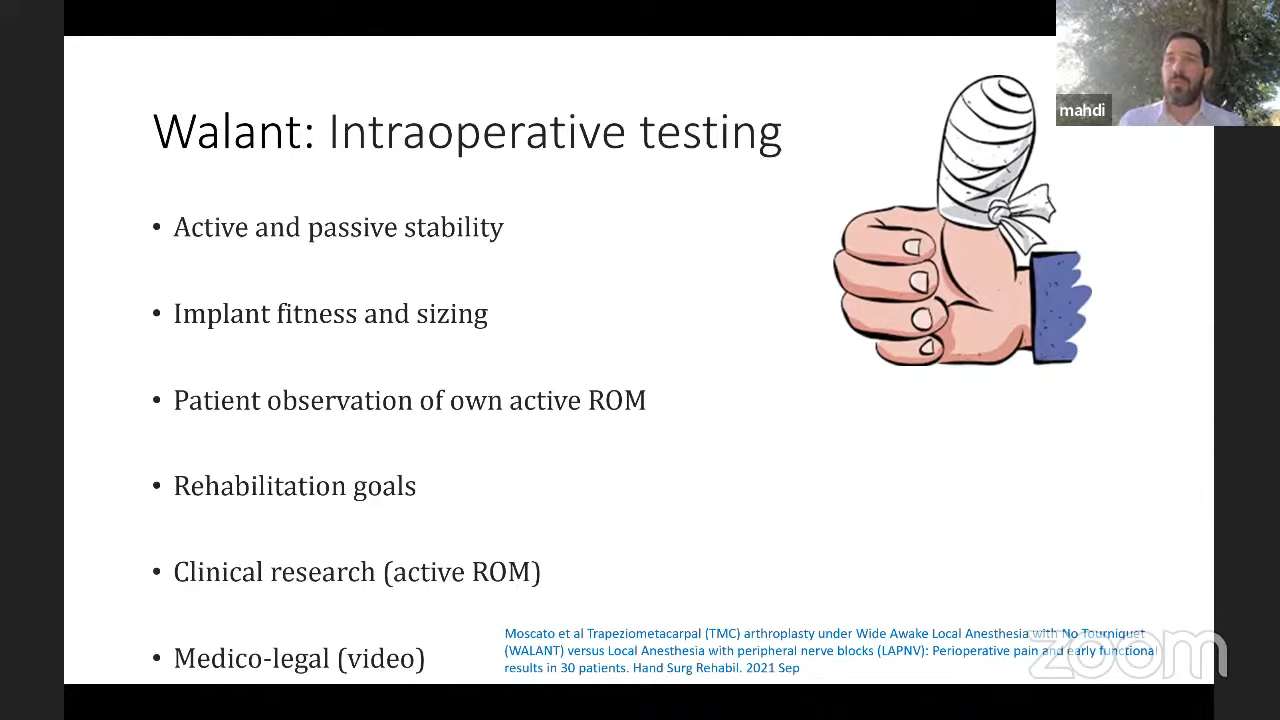 mahdi
Walant: Intraoperative testing
• Active and passive stability
• Implant fitness and sizing
• Patient observation of own active ROM
• Rehabilitation goals
• Clinical research (active ROM)
• Medico-legal (video)
Moscato et al Trapeziometacarpal (TMC) arthroplasty under Wide Awake Local Anesthesia with No Tourniquet
(WALANT) versus Local Anesthesia with peripheral nerve blocks (LAPNV): Perioperative pain and early functional
results in 30 patients. Hand Surg Rehabil. 2021 Sep
zoom